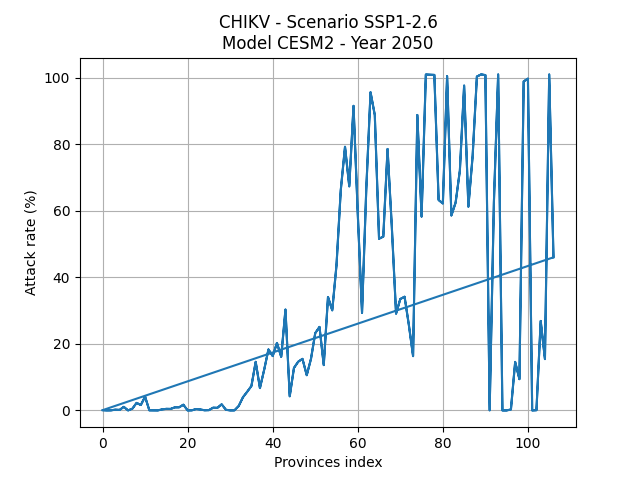 CHIKV - Scenario SSP1-2.6
Model CESM2 - Year 2050
100
80
60
40
20
0
Attack rate (%)
0 20 40 60 80 100
Provinces index